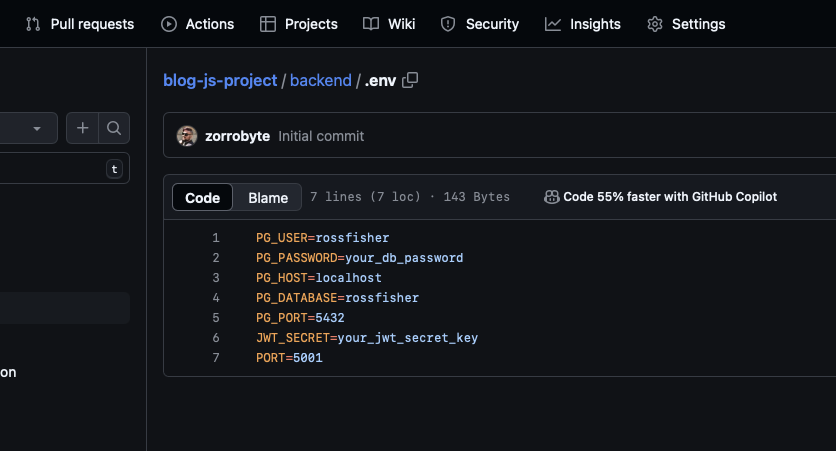 Pull requests Actions Projects Wiki Security Insights Settings
blog-js-project / backend / .env
t
zorrobyte Initial commit
Code Blame 7 lines (7 loc) · 143 Bytes Code 55% faster with GitHub Copilot
1 PG_USER=rossfisher
2 PG_PASSWORD=your_db_password
3 PG_HOST=localhost
4 PG_DATABASE=rossfisher
5 PG_PORT=5432
6 JWT_SECRET=your_jwt_secret_key
7 PORT=5001
on